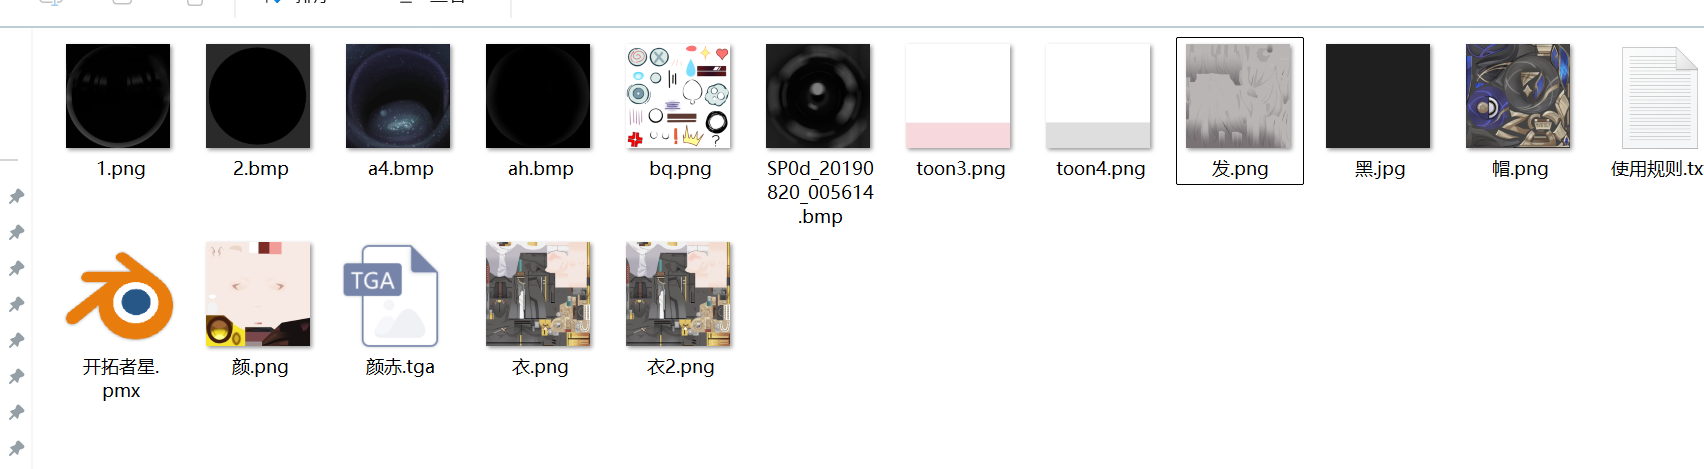 1.png
2.bmp
a4.bmp
ah.bmp
bq.png
SP0d_20190
820_005614
.bmp
toon3.png
toon4.png
发.png
黑.jpg
帽.png
使用规则.tx
开拓者星.
pmx
颜.png
TGA
颜赤.tga
衣.png
衣2.png